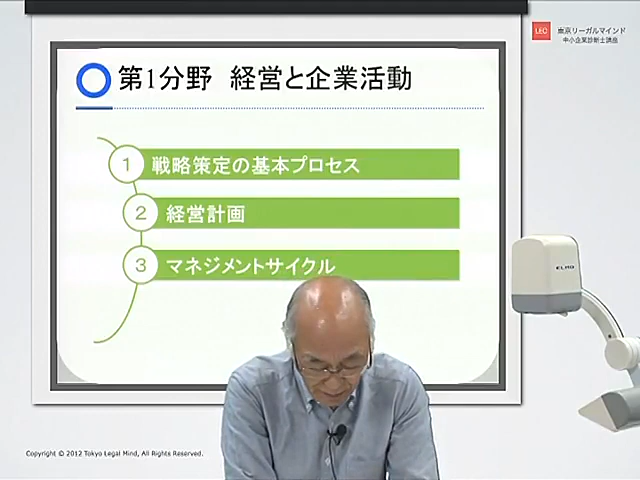 LEC 東京リーガルマインド
中小企業診断士講座
第1分野 経営と企業活動
1 戦略策定の基本プロセス
2 経営計画
3 マネジメントサイクル
ELMO
Copyright © 2012 Tokyo Legal Mind, All Rights Reserved.